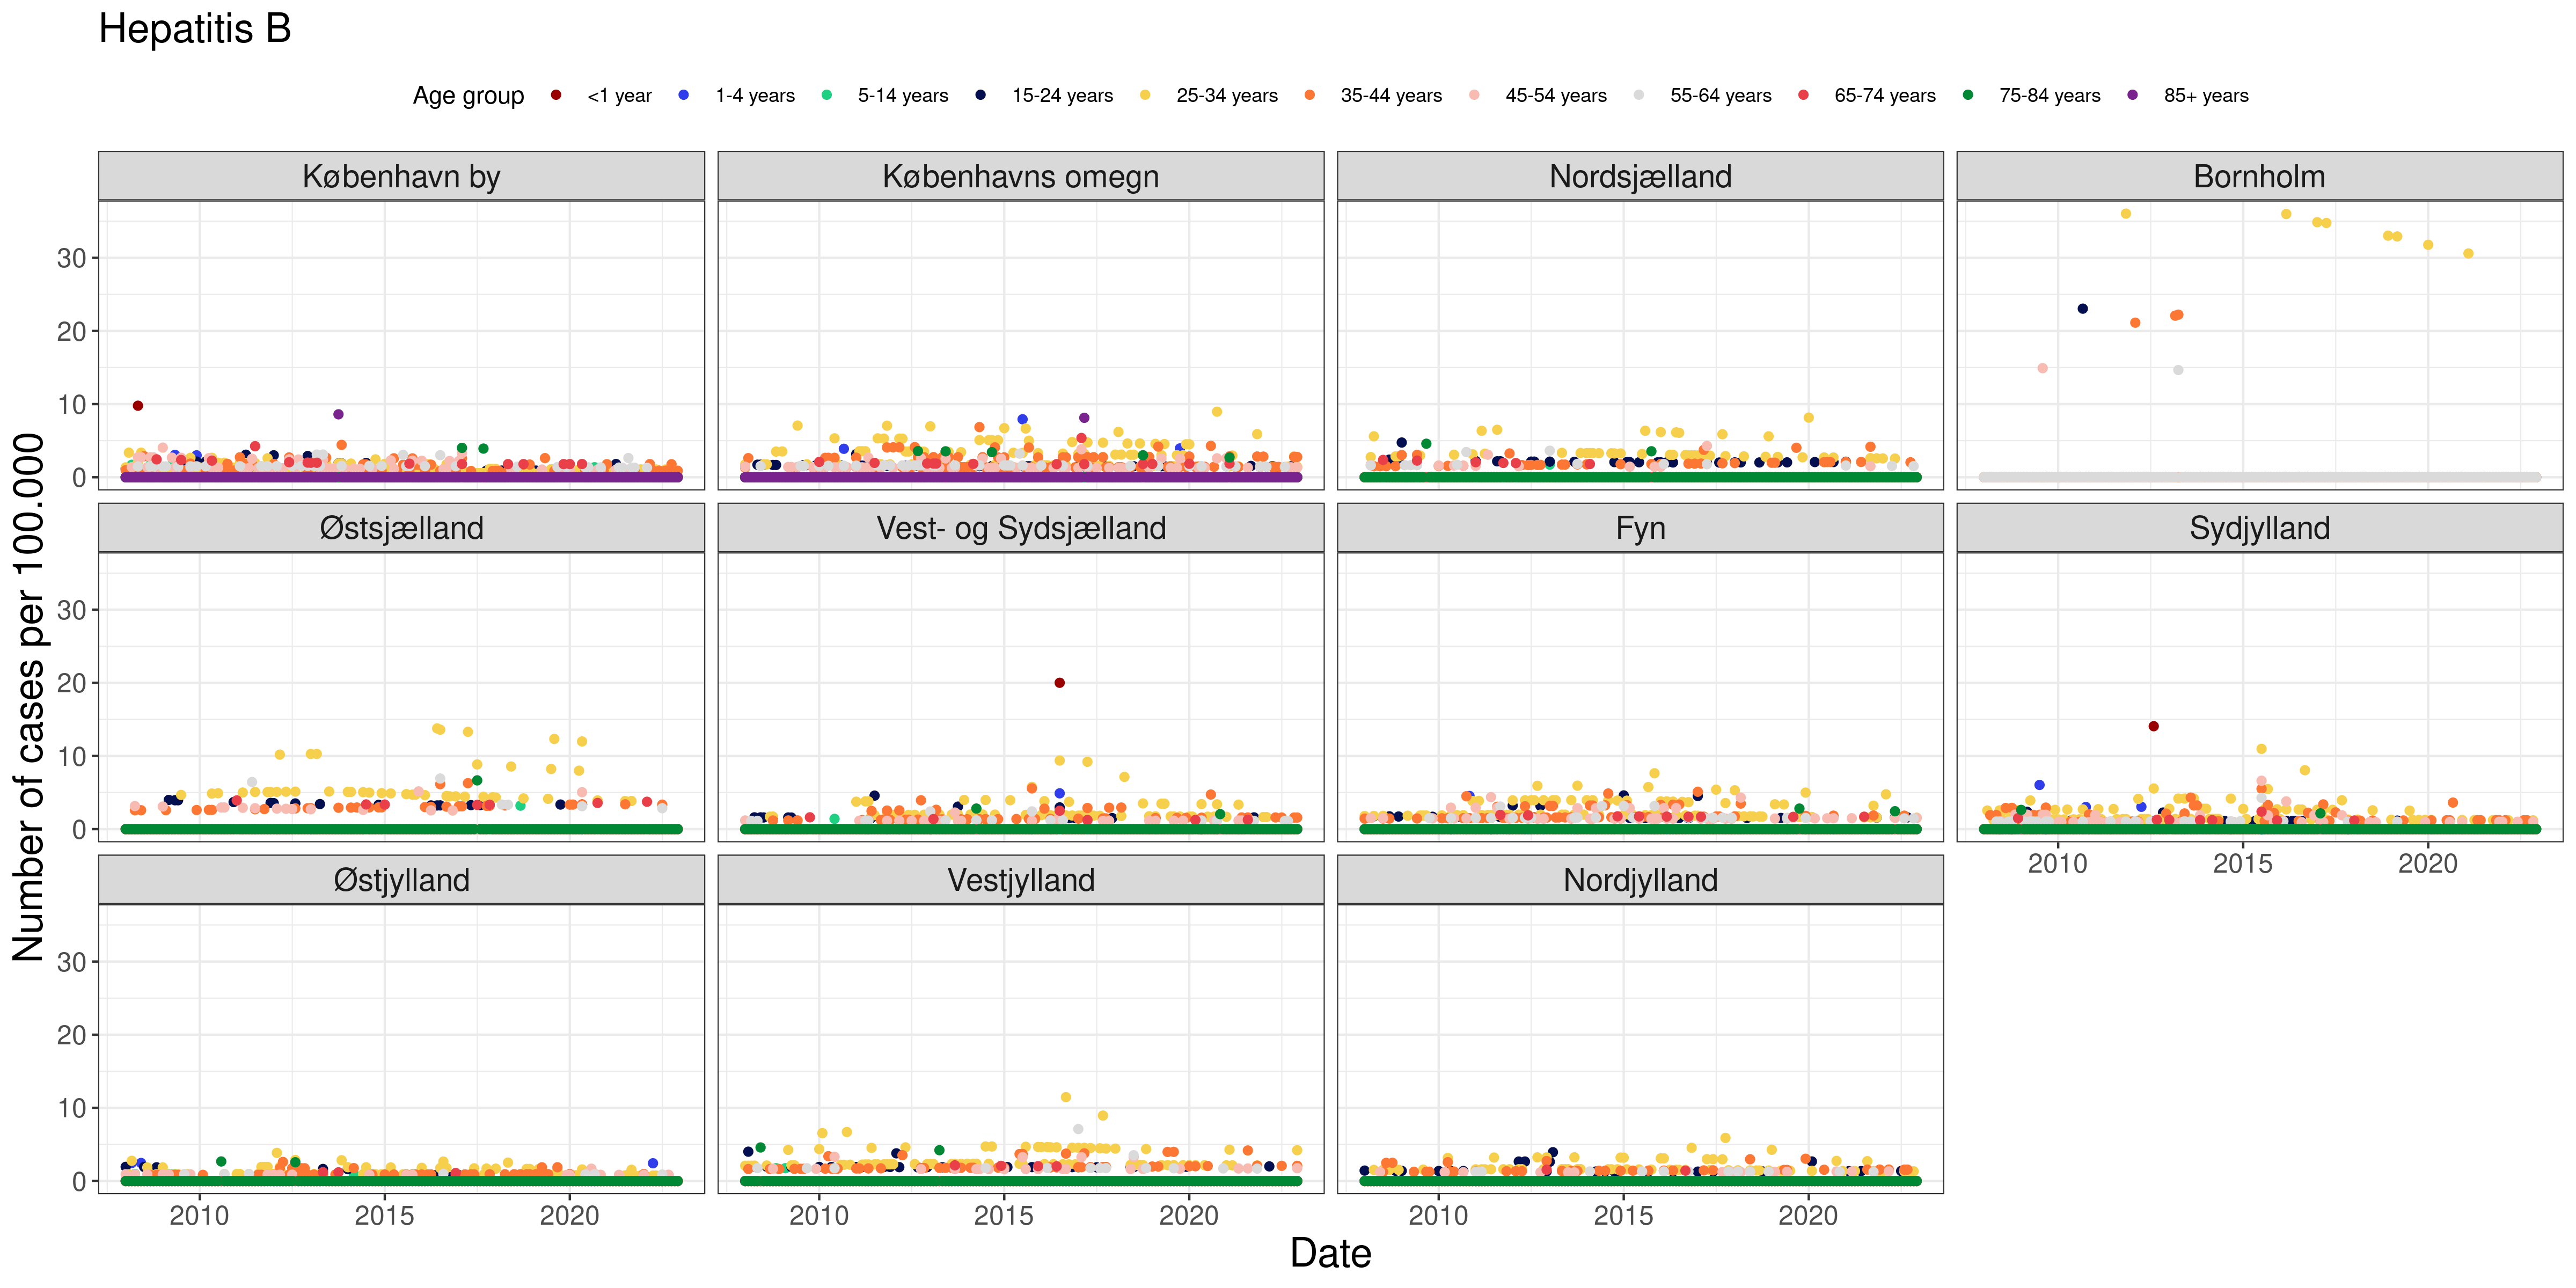 Hepatitis B
Age group <1 year 1-4 years 5-14 years 15-24 years 25-34 years 35-44 years 45-54 years 55-64 years 65-74 years 75-84 years 85+ years
København by Københavns omegn Nordsjælland Bornholm
30
20
10
0
Østsjælland Vest- og Sydsjælland Fyn Sydjylland
30
20
10
0
2010 2015 2020
Østjylland Vestjylland Nordjylland
30
20
10
0
2010 2015 2020 2010 2015 2020 2010 2015 2020
Number of cases per 100.000
Date